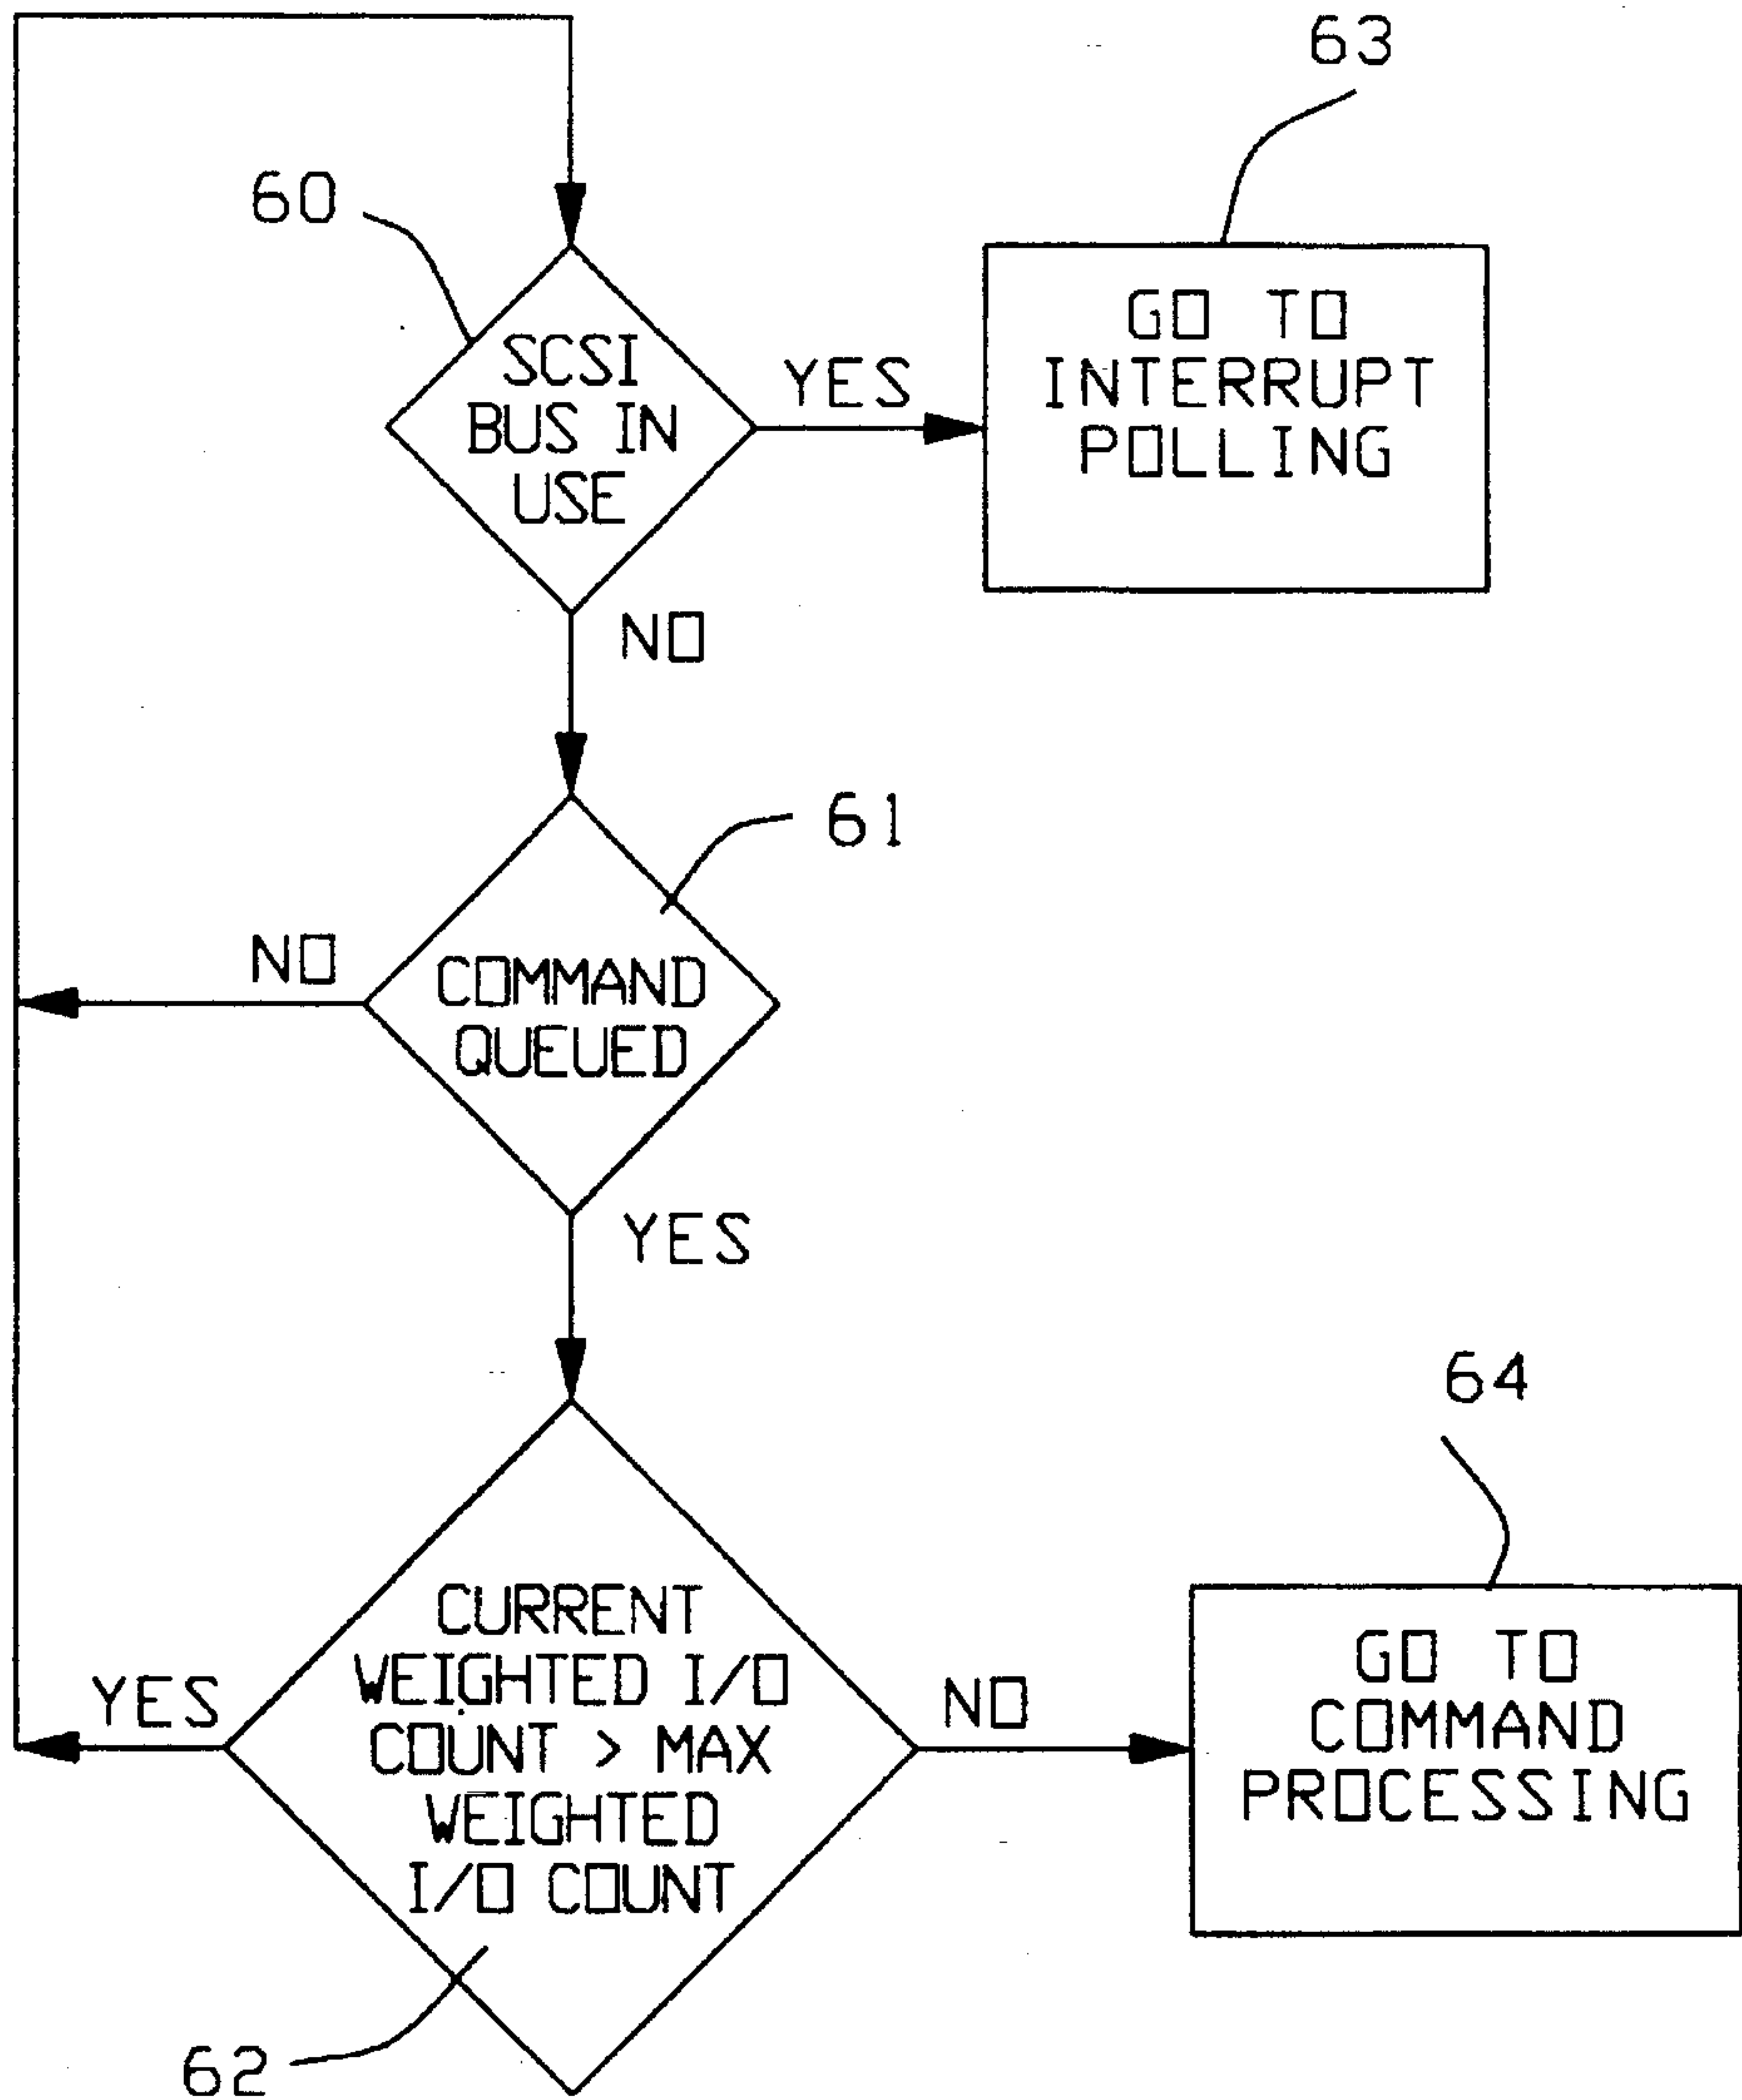 63
60
SCSI
BUS IN
USE
YES
GO TO
INTERRUPT
POLLING
NO
61
NO
COMMAND
QUEUED
YES
64
CURRENT
WEIGHTED I/O
COUNT > MAX
WEIGHTED
I/O COUNT
YES
NO
GO TO
COMMAND
PROCESSING
62